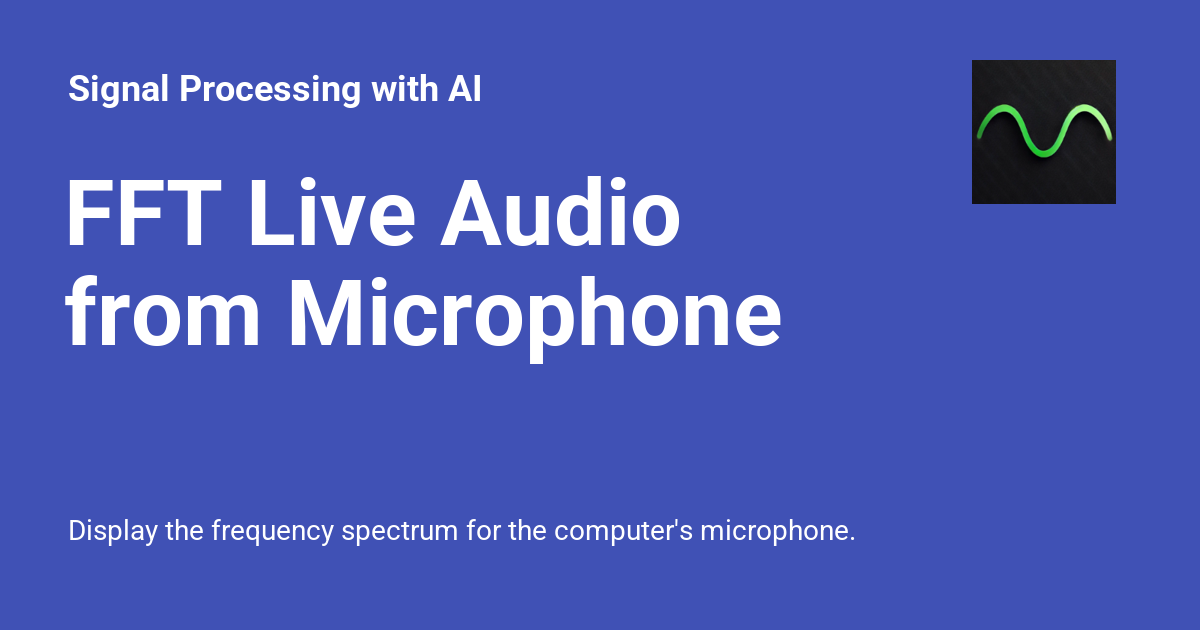 Signal Processing with AI
FFT Live Audio
from Microphone
Display the frequency spectrum for the computer's microphone.